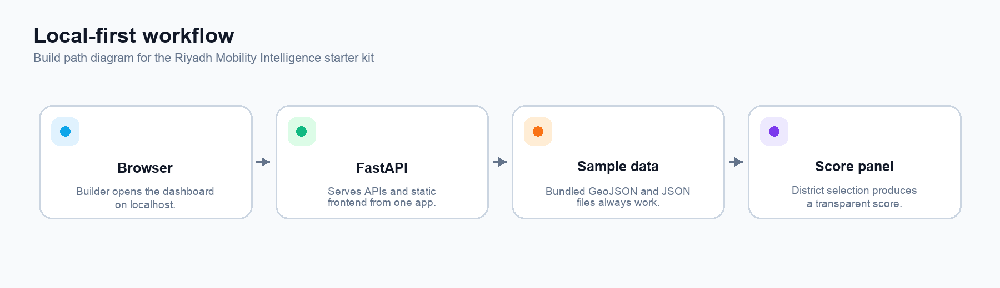 Local-first workflow
Build path diagram for the Riyadh Mobility Intelligence starter kit
Browser
Builder opens the dashboard
on localhost.
FastAPI
Serves APIs and static
frontend from one app.
Sample data
Bundled GeoJSON and JSON
files always work.
Score panel
District selection produces
a transparent score.